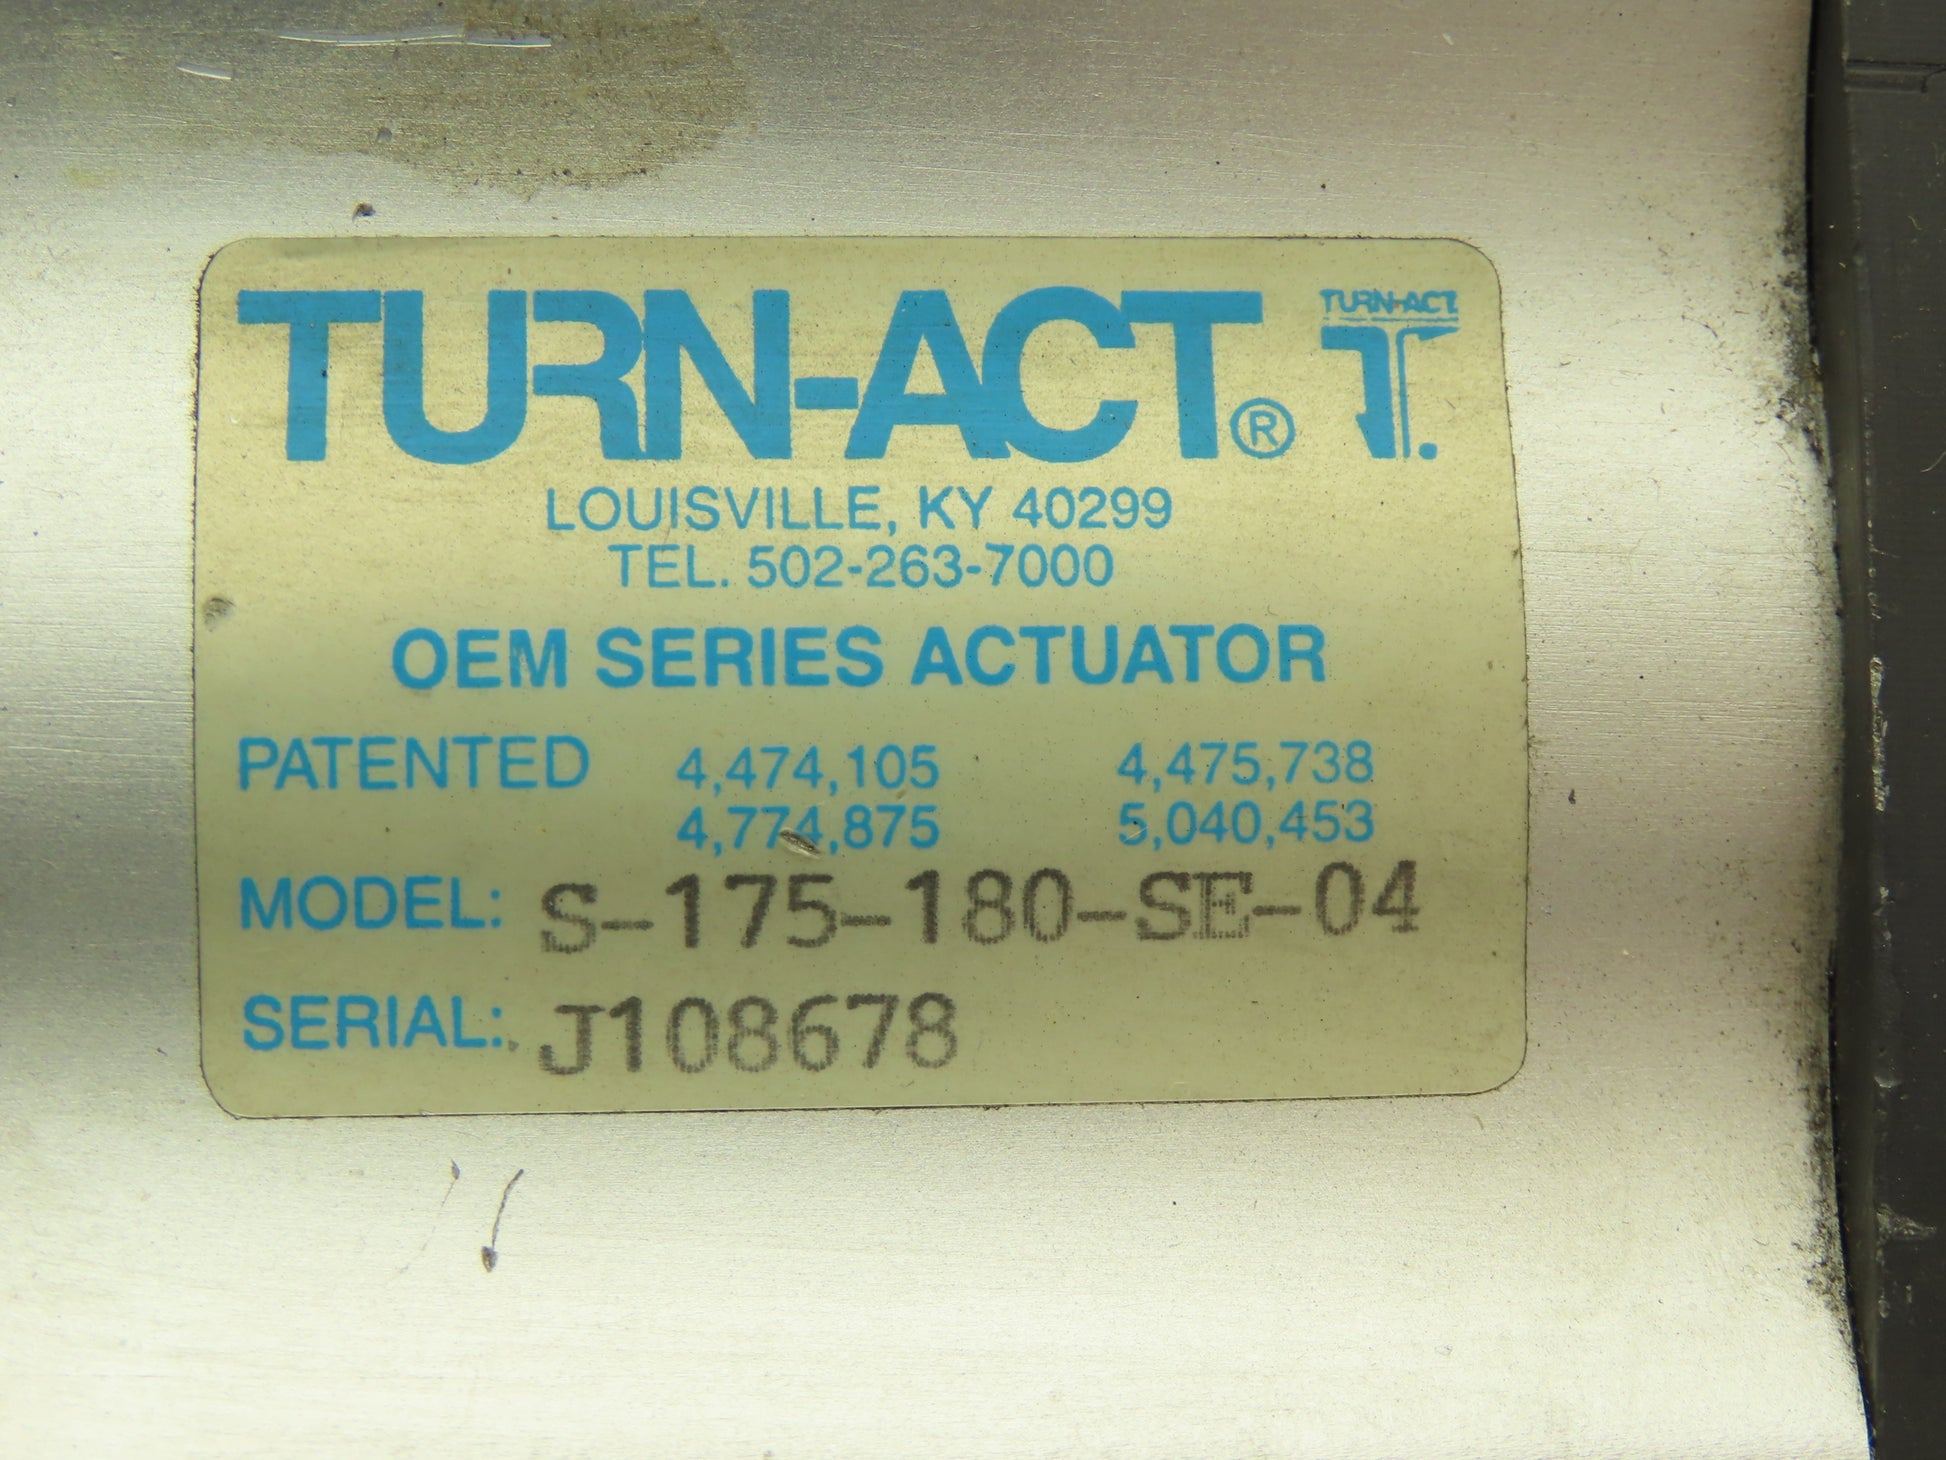 TURN-ACT® TURN-ACT T.
LOUISVILLE, KY 40299
TEL. 502-263-7000
OEM SERIES ACTUATOR
PATENTED 4,474,105 4,475,738
4,774,875 5,040,453
MODEL: S-175-180-SE-04
SERIAL: J108678